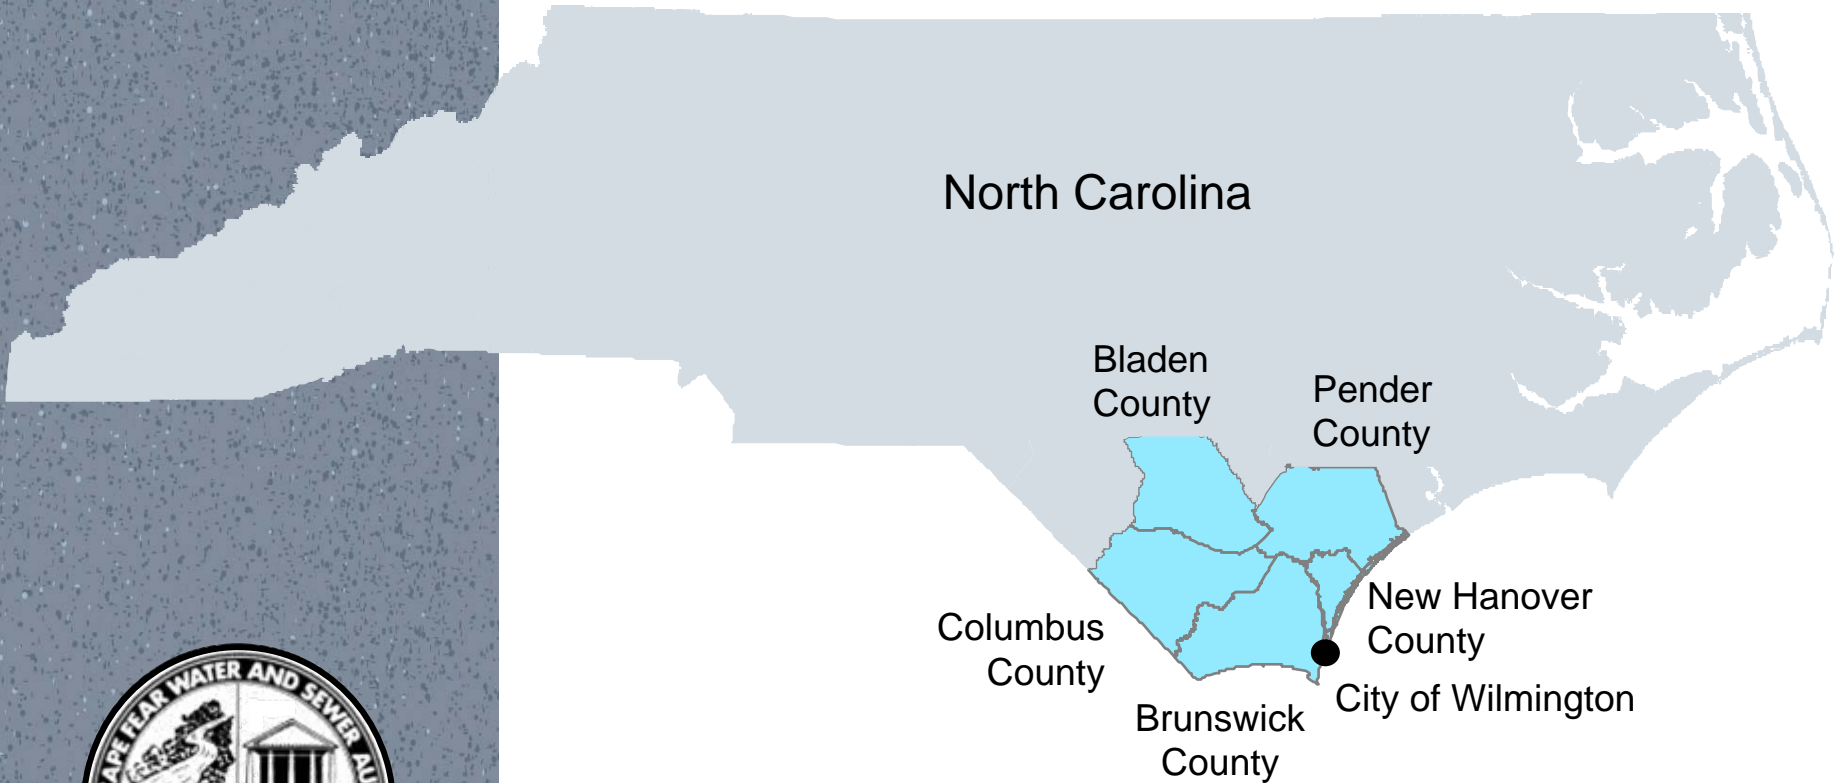 North Carolina
Bladen
County
Pender
County
New Hanover
County
Columbus
County
City of Wilmington
Brunswick
County
APE FEAR WATER AND SEWER AU